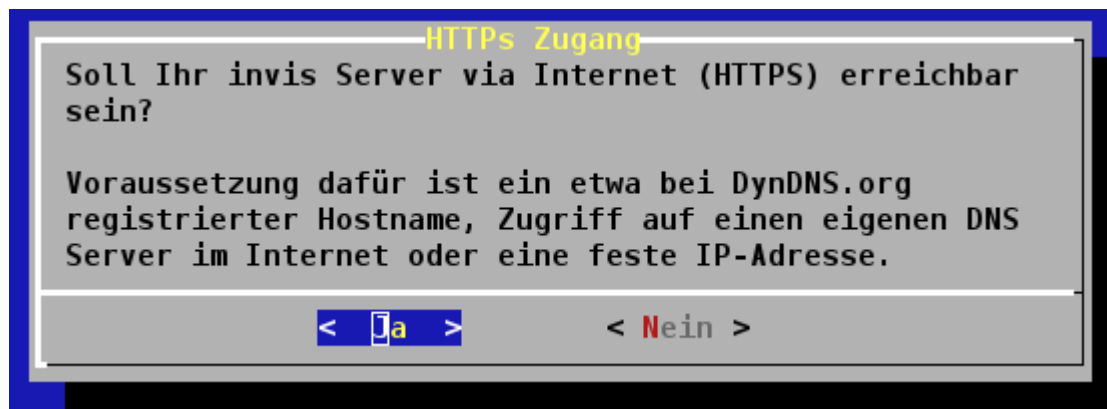 HTTPs Zugang
Soll Ihr invis Server via Internet (HTTPS) erreichbar
sein?
Voraussetzung dafür ist ein etwa bei DynDNS.org
registrierter Hostname, Zugriff auf einen eigenen DNS
Server im Internet oder eine feste IP-Adresse.
< Ja > < Nein >